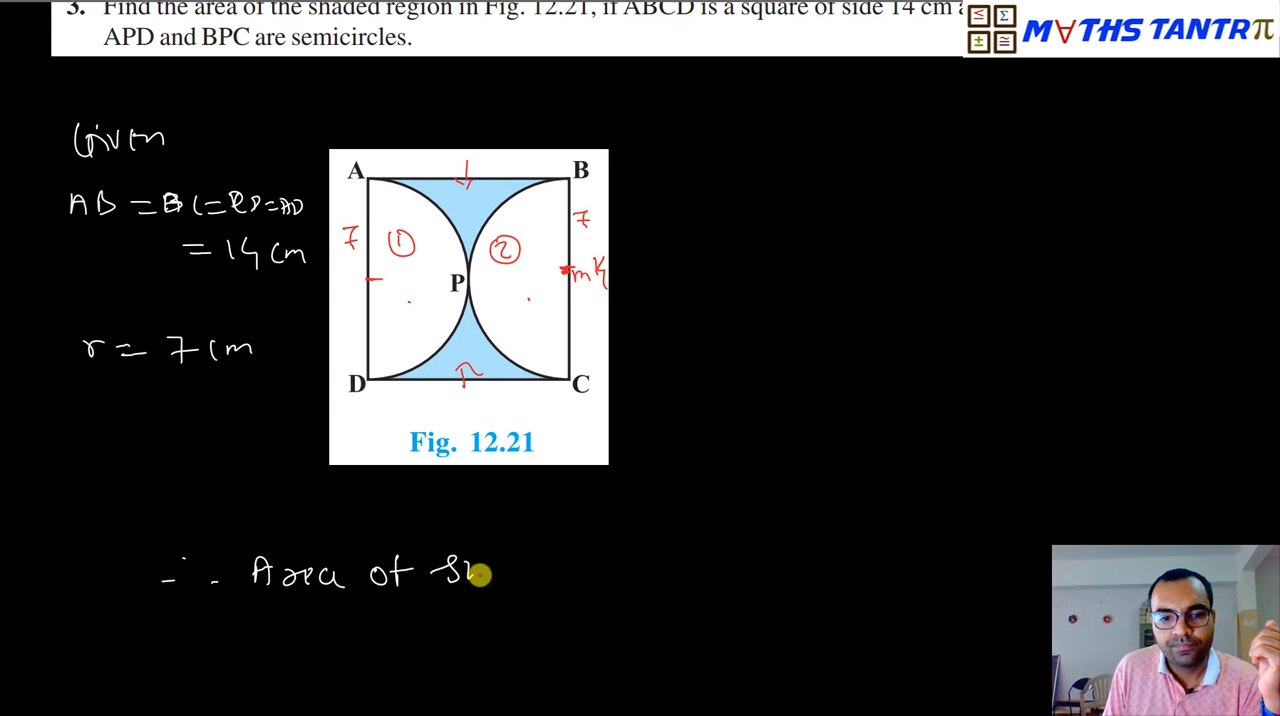 3. Find the area of the shaded region in Fig. 12.21, if ABCD is a square of side 14 cm a
APD and BPC are semicircles.
≤ Σ
± ≅
M∀THS TANTRπ
Given
AB = BC = CD = AD
= 14 cm
r = 7 cm
A B
7 7
① ②
P
D C
Fig. 12.21
∴ Area of